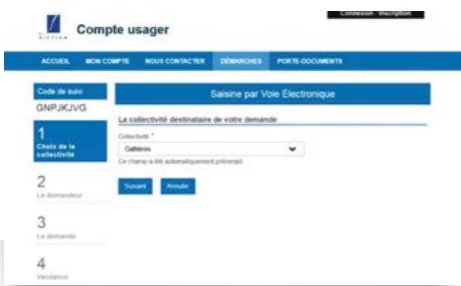 Connexion - Inscription
SICTIAM
Compte usager
ACCUEIL MON COMPTE NOUS CONTACTER DÉMARCHES PORTE-DOCUMENTS
Code de suivi
GNPJKJVG
Saisine par Voie Électronique
1
Choix de la
collectivité
La collectivité destinataire de votre demande
Collectivité *
Gattières
Ce champ a été automatiquement prérempli
Suivant Annuler
2
Le demandeur
3
La demande
4
Validation